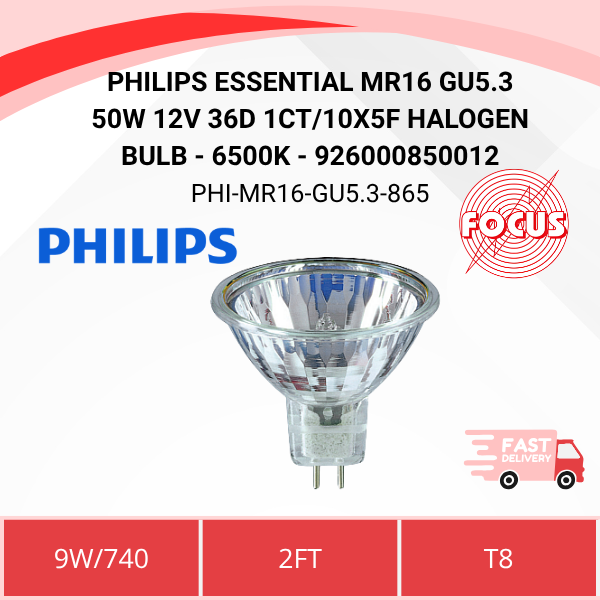 PHILIPS ESSENTIAL MR16 GU5.3
50W 12V 36D 1CT/10X5F HALOGEN
BULB - 6500K - 926000850012
PHI-MR16-GU5.3-865
PHILIPS
FOCUS
FAST
DELIVERY
9W/740
2FT
T8